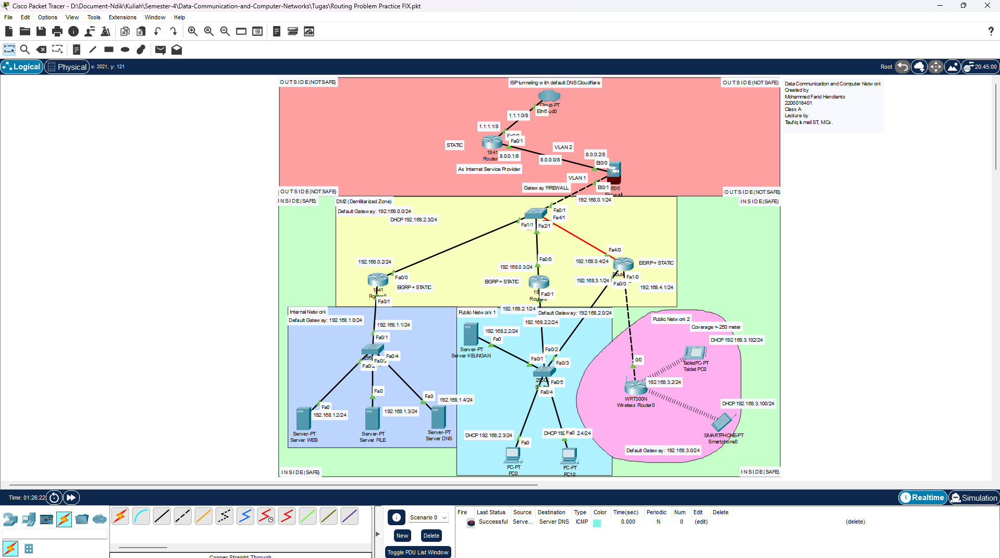 Cisco Packet Tracer - D:\Document-Ndik\Kuliah\Semester-4\Data-Communication-and-Computer-Networks\Tugas\Routing Problem Practice FIX.pkt
File Edit Options View Tools Extensions Window Help
Logical Physical x: 2021, y: 121
Root 20:45:00
OUTSIDE(NOTSAFE)
ISP tunneling with default DNS Cloudflare
OUTSIDE(NOTSAFE)
Data Communication and Computer Network
Created by
Mohammad Farid Hendianto
2200018401
Class A
Lecture by
Taufiq Ismail ST, MCs.
Cloud-PT
Eth6
1.1.1.0/8
1.1.1.1/8
Fa0/1
STATIC
1841
Router
8.0.0.1/8
VLAN 2
8.0.0.0/8
8.0.0.2/8
Et0/0
As Internet Service Provider
VLAN 1
Gateway FIREWALL
Et0/1
5505
Firewall
OUTSIDE(NOTSAFE)
OUTSIDE(NOTSAFE)
INSIDE(SAFE)
DMZ (Demilitarized Zone)
192.168.0.1/24
INSIDE(SAFE)
Default Gateway: 192.168.0.0/24
DHCP 192.168.2.3/24
Fa0/1
Fa4/1
Fa1/1
Fa2/1
Fa4/0
192.168.0.2/24
Fa0/0
192.168.0.4/24
EIGRP + STATIC
192.168.0.3/24
Fa0/0
EIGRP + STATIC
1841
Router0
EIGRP + STATIC
192.168.3.1/24
Fa0/0
Fa1/0
192.168.4.1/24
Fa0/1
Fa0/1
Internal Network
Default Gateway: 192.168.1.0/24
Public Network 1
192.168.2.1/24
Default Gateway: 192.168.2.0/24
192.168.2.2/24
192.168.1.1/24
Fa0/1
192.168.2.2/24
Fa0
Server-PT
Server KEUNGAN
Public Network 2
Coverage +-250 meter
DHCP 192.168.3.102/24
TabletPC-PT
Tablet PC0
Fa0/4
Fa0/3
Fa0/2
Fa0/2
Fa0/1
Fa0/3
Fa0/5
Fa0/4
0/0
192.168.3.2/24
WRT300N
Wireless Router0
DHCP 192.168.3.100/24
SMARTPHONE-PT
Smartphone0
Default Gateway: 192.168.3.0/24
Fa0
Fa0
Fa0
192.168.1.4/24
192.168.1.2/24
192.168.1.3/24
Server-PT
Server WEB
Server-PT
Server FILE
Server-PT
Server DNS
DHCP 192.168.2.3/24
Fa0
DHCP 192
Fa0
2.4/24
PC-PT
PC0
PC-PT
PC10
INSIDE(SAFE)
INSIDE(SAFE)
Time: 01:26:22
Realtime Simulation
Scenario 0
New Delete
Toggle PDU List Window
Fire Last Status Source Destination Type Color Time(sec) Periodic Num Edit Delete
Successful Serve... Server DNS ICMP 0.000 N 0 (edit) (delete)
Copper Straight-Through